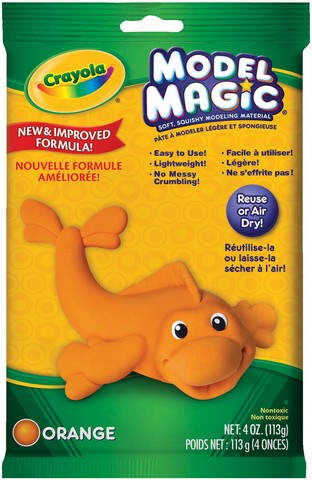 Crayola
MODEL
MAGIC®
SOFT, SQUISHY MODELING MATERIAL
PÂTE À MODELER LÉGÈRE ET SPONGIEUSE
NEW & IMPROVED
FORMULA!
NOUVELLE FORMULE
AMÉLIORÉE!
• Easy to Use!
• Lightweight!
• No Messy
Crumbling!
• Facile à utiliser!
• Légère!
• Ne s'effrite pas!
Reuse
or Air
Dry!
Réutilise-la
ou laisse-la
sécher à l'air!
ORANGE
Nontoxic
Non toxique
NET: 4 OZ. (113g)
POIDS NET : 113 g (4 ONCES)